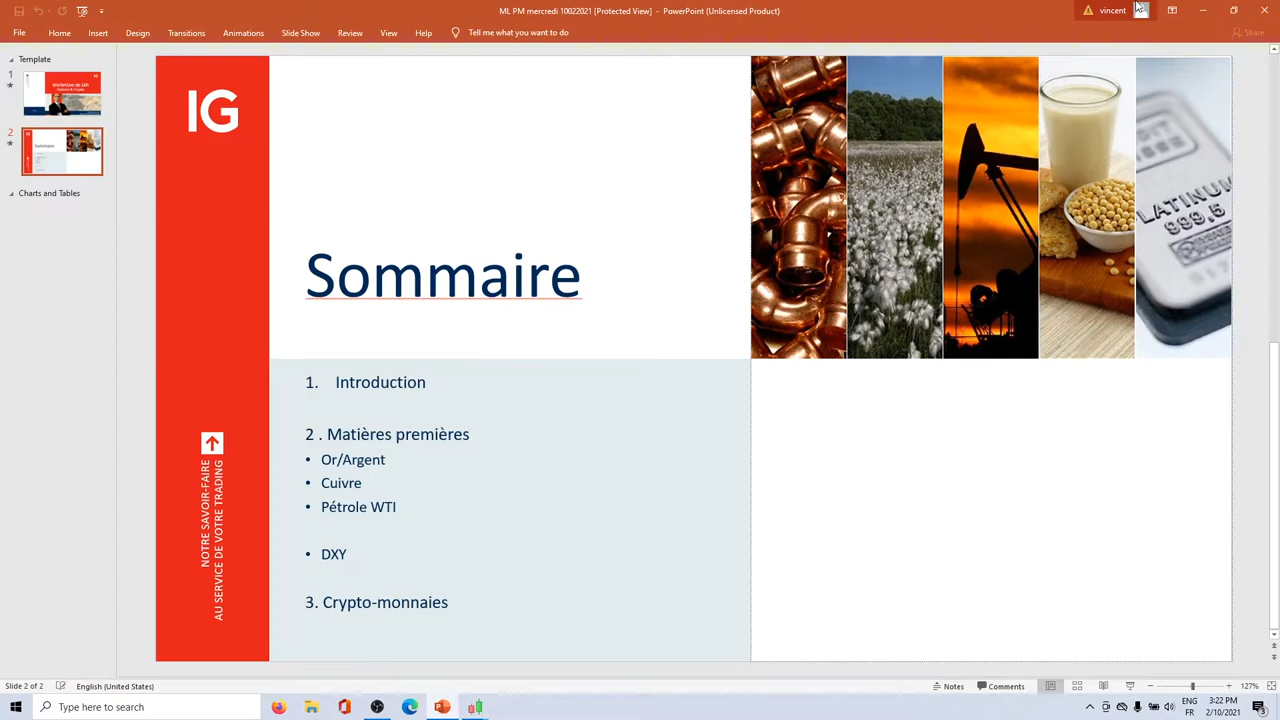 ML PM mercredi 10022021 [Protected View] - PowerPoint (Unlicensed Product)
vincent
File
Home
Insert
Design
Transitions
Animations
Slide Show
Review
View
Help
Tell me what you want to do
Share
Template
1
2
Charts and Tables
IG
Sommaire
1. Introduction
2 . Matières premières
• Or/Argent
• Cuivre
• Pétrole WTI
• DXY
3. Crypto-monnaies
NOTRE SAVOIR-FAIRE
AU SERVICE DE VOTRE TRADING
PLATINUM
999.5
Slide 2 of 2
English (United States)
Notes
Comments
127%
Type here to search
ENG
FR
3:22 PM
2/10/2021